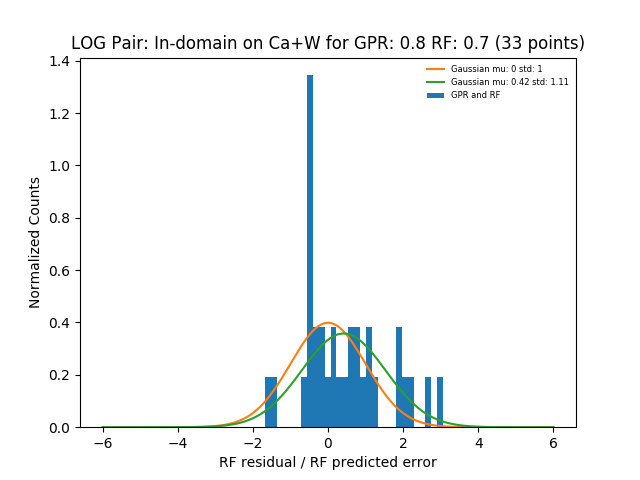 LOG Pair: In-domain on Ca+W for GPR: 0.8 RF: 0.7 (33 points)
Gaussian mu: 0 std: 1
Gaussian mu: 0.42 std: 1.11
GPR and RF
Normalized Counts
1.4
1.2
1.0
0.8
0.6
0.4
0.2
0.0
−6 −4 −2 0 2 4 6
RF residual / RF predicted error